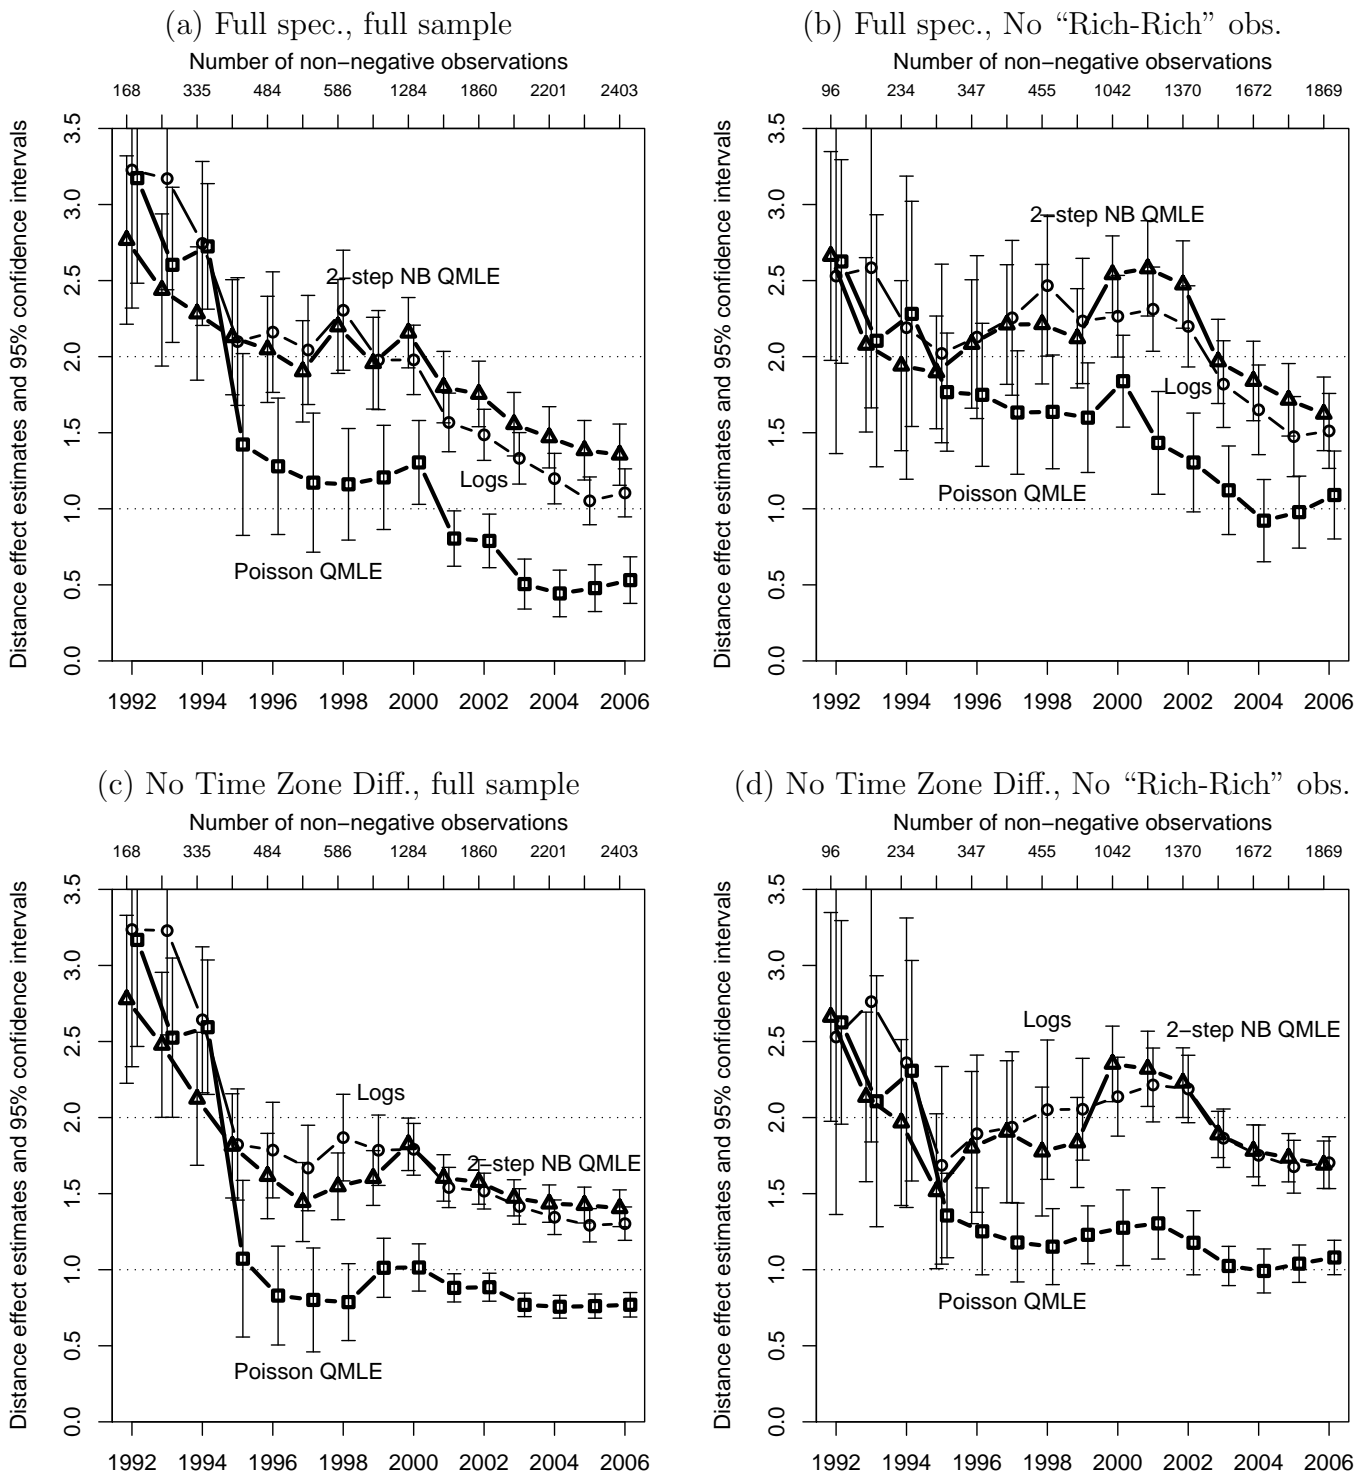 (a) Full spec., full sample
Number of non−negative observations
168 335 484 586 1284 1860 2201 2403
Distance effect estimates and 95% confidence intervals
3.5
3.0
2.5
2.0
1.5
1.0
0.5
0.0
2−step NB QMLE
Logs
Poisson QMLE
1992 1994 1996 1998 2000 2002 2004 2006
(b) Full spec., No “Rich-Rich” obs.
Number of non−negative observations
96 234 347 455 1042 1370 1672 1869
Distance effect estimates and 95% confidence intervals
3.5
3.0
2.5
2.0
1.5
1.0
0.5
0.0
2−step NB QMLE
Logs
Poisson QMLE
1992 1994 1996 1998 2000 2002 2004 2006
(c) No Time Zone Diff., full sample
Number of non−negative observations
168 335 484 586 1284 1860 2201 2403
Distance effect estimates and 95% confidence intervals
3.5
3.0
2.5
2.0
1.5
1.0
0.5
0.0
Logs
2−step NB QMLE
Poisson QMLE
1992 1994 1996 1998 2000 2002 2004 2006
(d) No Time Zone Diff., No “Rich-Rich” obs.
Number of non−negative observations
96 234 347 455 1042 1370 1672 1869
Distance effect estimates and 95% confidence intervals
3.5
3.0
2.5
2.0
1.5
1.0
0.5
0.0
Logs
2−step NB QMLE
Poisson QMLE
1992 1994 1996 1998 2000 2002 2004 2006